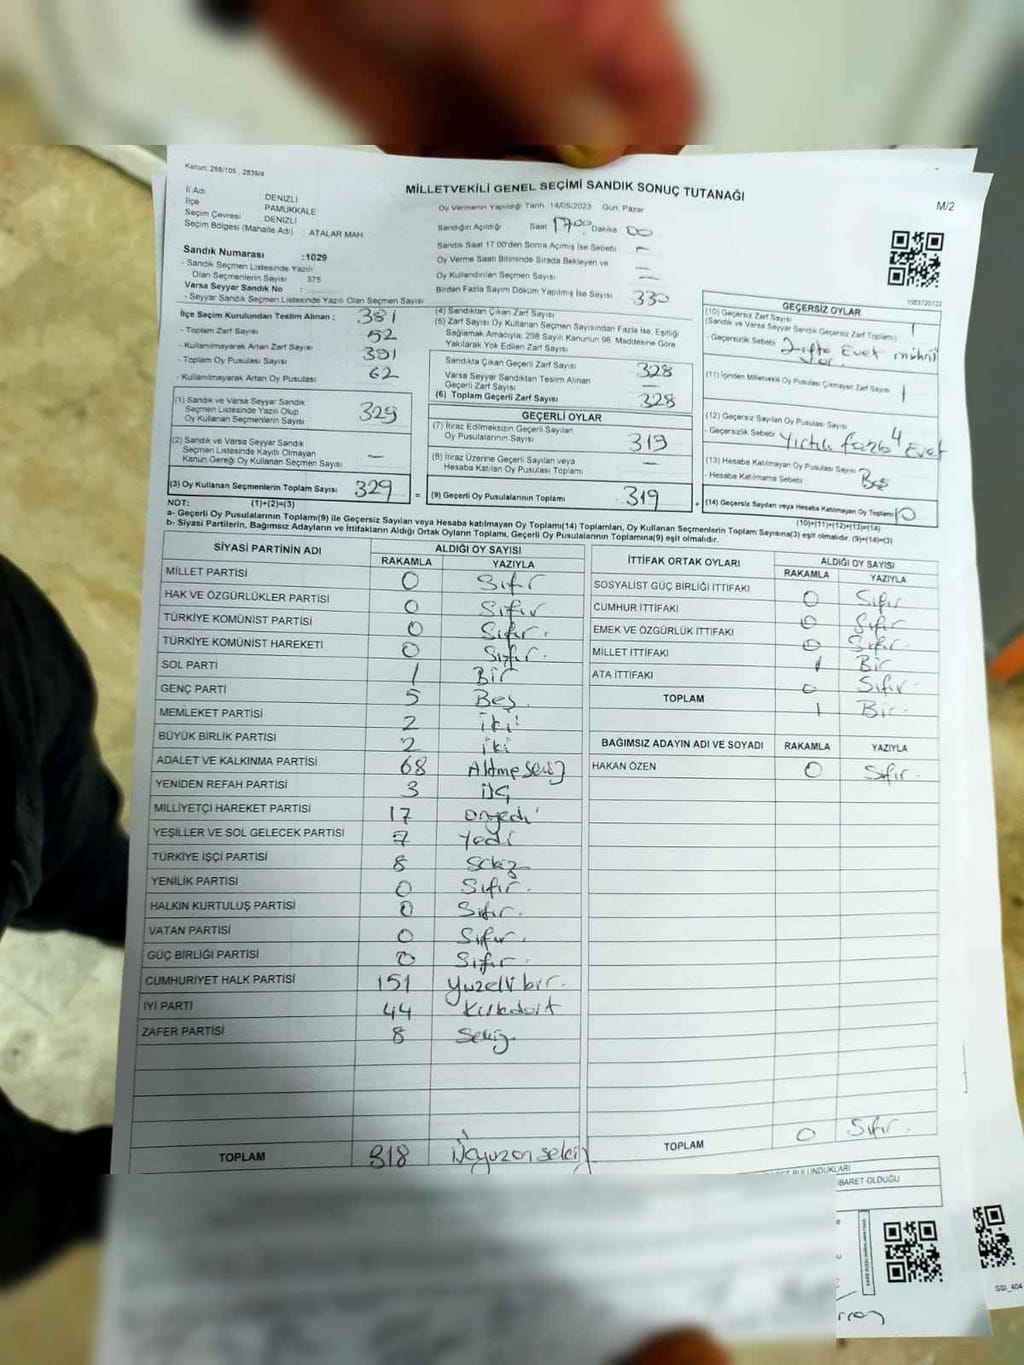 Kanun: 298/105 , 2839/4
MİLLETVEKİLİ GENEL SEÇİMİ SANDIK SONUÇ TUTANAĞI
M/2
İl Adı DENİZLİ
İlçe PAMUKKALE
Seçim Çevresi DENİZLİ
Seçim Bölgesi (Mahalle Adı) ATALAR MAH.
Sandık Numarası :1029
- Sandık Seçmen Listesinde Yazılı
Olan Seçmenlerin Sayısı 375
Varsa Seyyar Sandık No :
- Seyyar Sandık Seçmen Listesinde Yazılı Olan Seçmen Sayısı
Oy Vermenin Yapıldığı Tarih 14/05/2023 Gün Pazar
Sandığın Açıldığı Saat 17.00 Dakika 00
Sandık Saat 17:00'den Sonra Açılmış İse Sebebi —
Oy Verme Saati Bitiminde Sırada Bekleyen ve
Oy Kullandırılan Seçmen Sayısı —
Birden Fazla Sayım Döküm Yapılmış İse Sayısı —
1083720722
İlçe Seçim Kurulundan Teslim Alınan ;
- Toplam Zarf Sayısı 381
- Kullanılmayarak Artan Zarf Sayısı 52
- Toplam Oy Pusulası Sayısı 391
- Kullanılmayarak Artan Oy Pusulası 62
(1) Sandık ve Varsa Seyyar Sandık
Seçmen Listesinde Yazılı Olup
Oy Kullanan Seçmenlerin Sayısı 329
(2) Sandık ve Varsa Seyyar Sandık
Seçmen Listesinde Kayıtlı Olmayan
Kanun Gereği Oy Kullanan Seçmen Sayısı —
(3) Oy Kullanan Seçmenlerin Toplam Sayısı 329
(4) Sandıktan Çıkan Zarf Sayısı 330
(5) Zarf Sayısı Oy Kullanan Seçmen Sayısından Fazla İse, Eşitliği
Sağlamak Amacıyla; 298 Sayılı Kanunun 98. Maddesine Göre
Yakılarak Yok Edilen Zarf Sayısı
Sandıkta Çıkan Geçerli Zarf Sayısı 328
Varsa Seyyar Sandıktan Teslim Alınan
Geçerli Zarf Sayısı —
(6) Toplam Geçerli Zarf Sayısı 328
GEÇERLİ OYLAR
(7) İtiraz Edilmeksizin Geçerli Sayılan
Oy Pusulalarının Sayısı 319
(8) İtiraz Üzerine Geçerli Sayılan veya
Hesaba Katılan Oy Pusulası Toplamı —
= (9) Geçerli Oy Pusulalarının Toplamı 319
GEÇERSİZ OYLAR
(10) Geçersiz Zarf Sayısı
(Sandık ve Varsa Seyyar Sandık Geçersiz Zarf Toplamı) 1
- Geçersizlik Sebebi Evet mührü
(11) İçinden Milletvekili Oy Pusulası Çıkmayan Zarf Sayısı 1
(12) Geçersiz Sayılan Oy Pusulası Sayısı 4
- Geçersizlik Sebebi Yırtık fazla Evet
(13) Hesaba Katılmayan Oy Pusulası Sayısı
- Hesaba Katılmama Sebebi Boş
+ (14) Geçersiz Sayılan veya Hesaba Katılmayan Oy Toplamı 10
NOT: (1)+(2)=(3) (10)+(11)+(12)+(13)=(14)
a- Geçerli Oy Pusulalarının Toplamı(9) ile Geçersiz Sayılan veya Hesaba katılmayan Oy Toplamı(14) Toplamları, Oy Kullanan Seçmenlerin Toplam Sayısına(3) eşit olmalıdır. (9)+(14)=(3)
b- Siyasi Partilerin, Bağımsız Adayların ve İttifakların Aldığı Ortak Oyların Toplamı, Geçerli Oy Pusulalarının Toplamına(9) eşit olmalıdır.
SİYASİ PARTİNİN ADI ALDIĞI OY SAYISI
RAKAMLA YAZIYLA
MİLLET PARTİSİ 0 Sıfır
HAK VE ÖZGÜRLÜKLER PARTİSİ 0 Sıfır
TÜRKİYE KOMÜNİST PARTİSİ 0 Sıfır.
TÜRKİYE KOMÜNİST HAREKETİ 0 Sıfır.
SOL PARTİ 1 Bir
GENÇ PARTİ 5 Beş
MEMLEKET PARTİSİ 2 iki
BÜYÜK BİRLİK PARTİSİ 2 iki
ADALET VE KALKINMA PARTİSİ 68 Altmışsekiz
YENİDEN REFAH PARTİSİ 3 üç
MİLLİYETÇİ HAREKET PARTİSİ 17 onyedi
YEŞİLLER VE SOL GELECEK PARTİSİ 7 Yedi
TÜRKİYE İŞÇİ PARTİSİ 8 Sekiz
YENİLİK PARTİSİ 0 Sıfır.
HALKIN KURTULUŞ PARTİSİ 0 Sıfır.
VATAN PARTİSİ 0 Sıfır.
GÜÇ BİRLİĞİ PARTİSİ 0 Sıfır.
CUMHURİYET HALK PARTİSİ 151 Yüzellibir.
İYİ PARTİ 44 Kırkdört
ZAFER PARTİSİ 8 Sekiz
TOPLAM 318 Üçyüzonsekiz
İTTİFAK ORTAK OYLARI ALDIĞI OY SAYISI
RAKAMLA YAZIYLA
SOSYALİST GÜÇ BİRLİĞİ İTTİFAKI 0 Sıfır
CUMHUR İTTİFAKI 0 Sıfır
EMEK VE ÖZGÜRLÜK İTTİFAKI 0 Sıfır.
MİLLET İTTİFAKI 1 Bir
ATA İTTİFAKI 0 Sıfır.
TOPLAM 1 Bir.
BAĞIMSIZ ADAYIN ADI VE SOYADI RAKAMLA YAZIYLA
HAKAN ÖZEN 0 Sıfır.
TOPLAM 0 Sıfır.
BULUNDUKLARI
İBARET OLDUĞU
SSİ_404